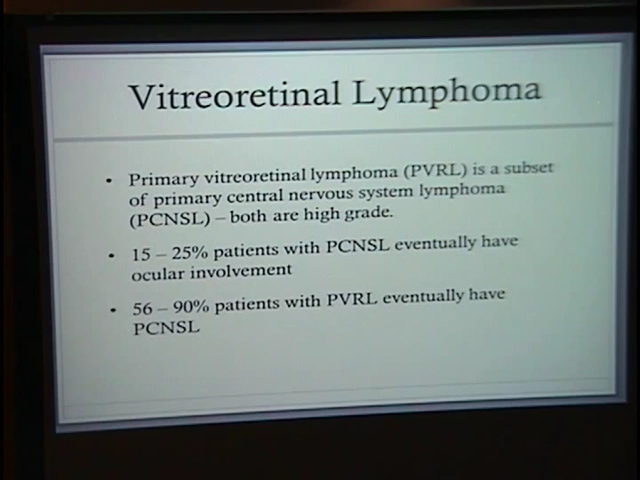 Vitreoretinal Lymphoma
• Primary vitreoretinal lymphoma (PVRL) is a subset
of primary central nervous system lymphoma
(PCNSL) – both are high grade.
• 15 – 25% patients with PCNSL eventually have
ocular involvement
• 56 – 90% patients with PVRL eventually have
PCNSL